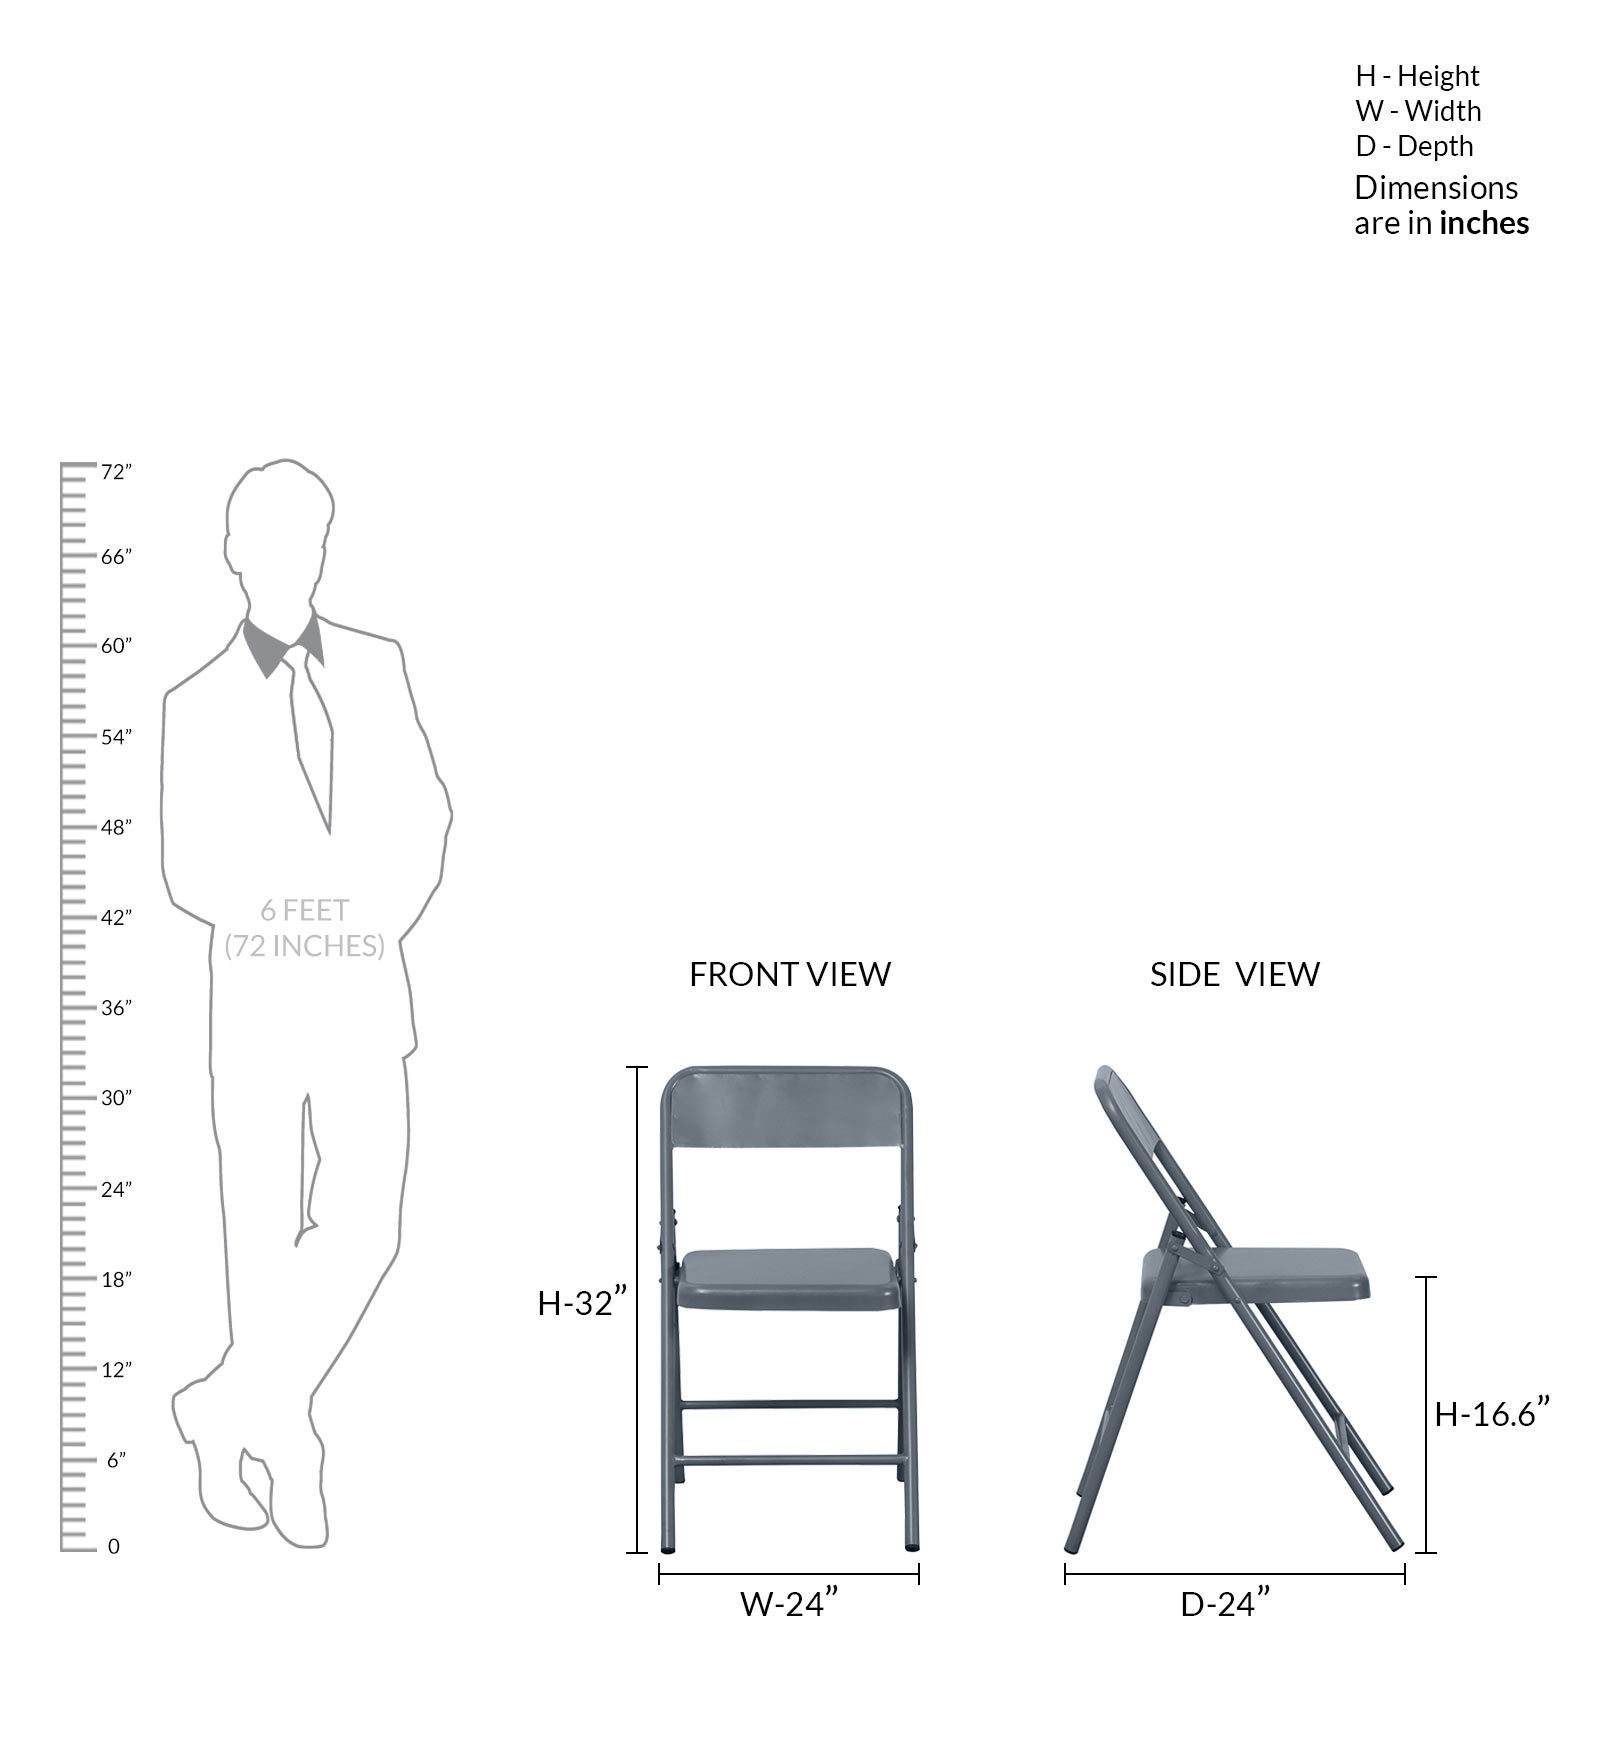 H - Height
W - Width
D - Depth
Dimensions
are in inches
72”
66”
60”
54”
48”
42”
36”
30”
24”
18”
12”
6”
0
6 FEET
(72 INCHES)
FRONT VIEW
SIDE VIEW
H-32”
H-16.6”
W-24”
D-24”